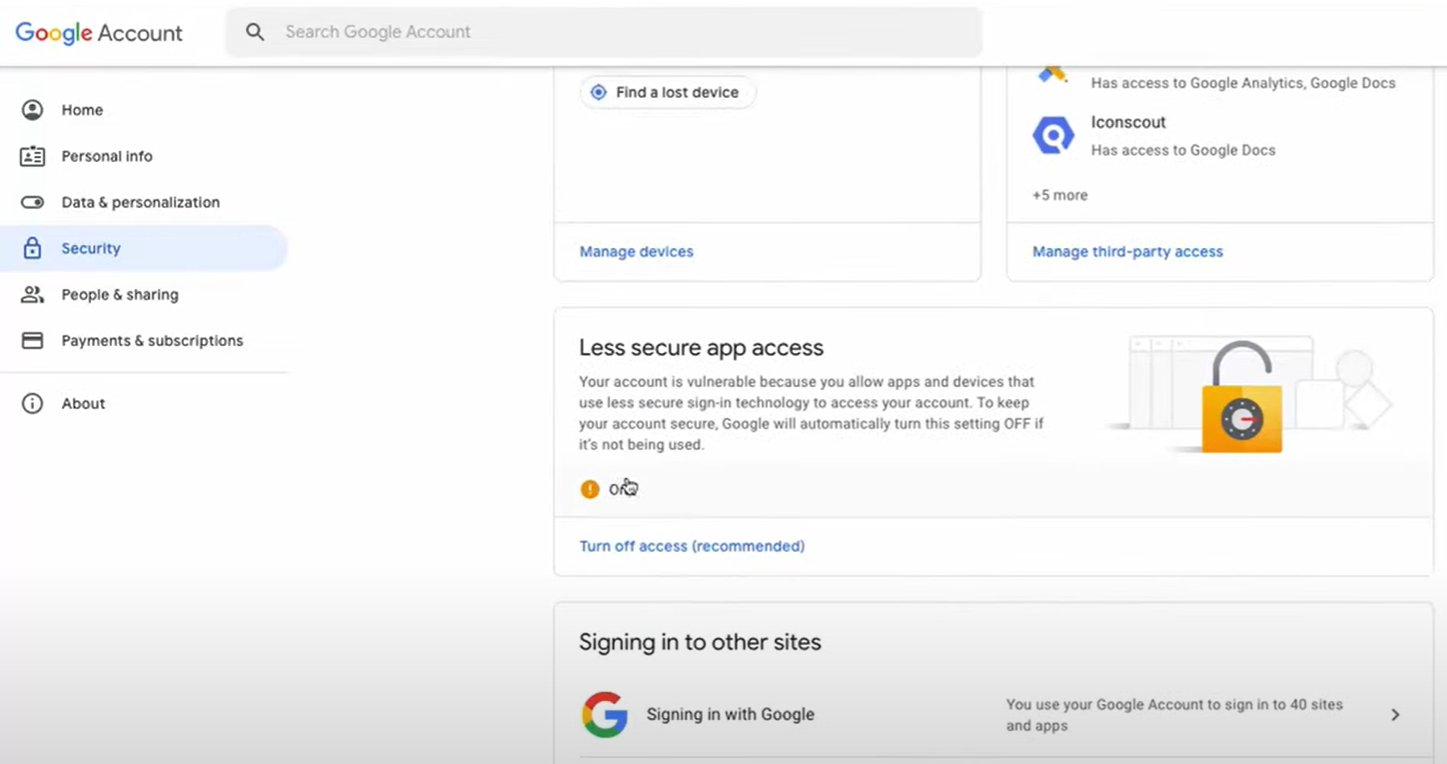 Google Account
Search Google Account
Home
Personal info
Data & personalization
Security
People & sharing
Payments & subscriptions
About
Find a lost device
Manage devices
Has access to Google Analytics, Google Docs
Iconscout
Has access to Google Docs
+5 more
Manage third-party access
Less secure app access
Your account is vulnerable because you allow apps and devices that
use less secure sign-in technology to access your account. To keep
your account secure, Google will automatically turn this setting OFF if
it's not being used.
Turn off access (recommended)
Signing in to other sites
Signing in with Google
You use your Google Account to sign in to 40 sites
and apps